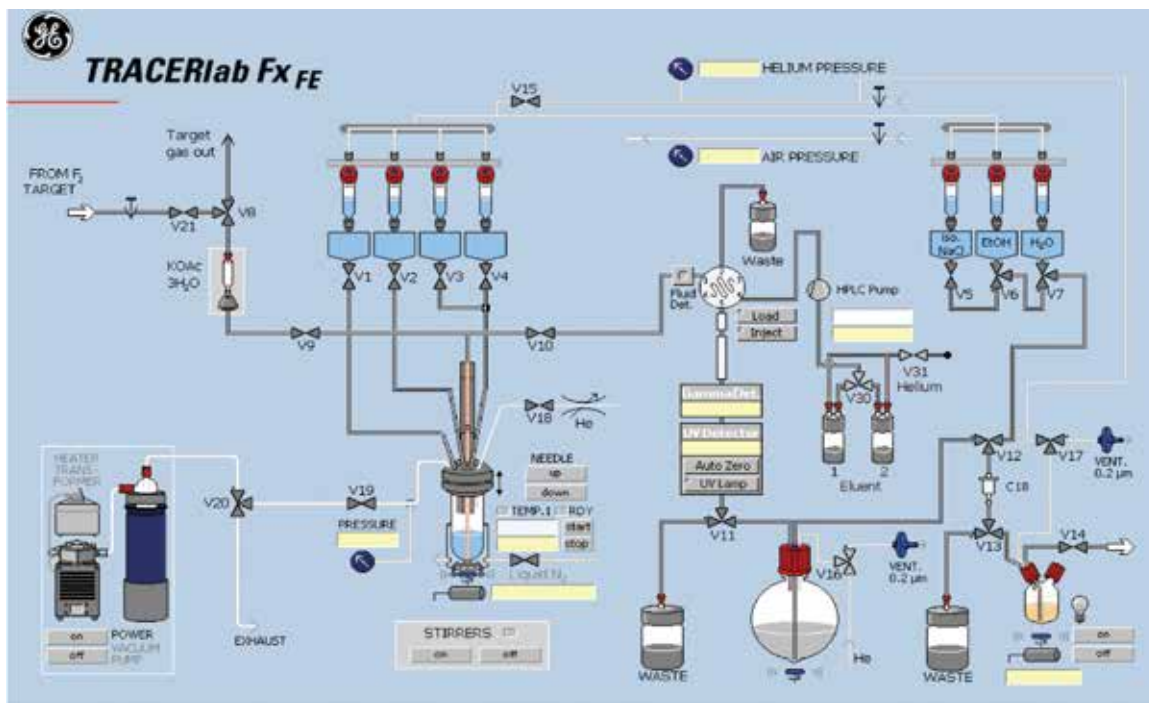 GE
TRACERlab Fx FE
HELIUM PRESSURE
V15
Target
gas out
AIR PRESSURE
FROM F2
TARGET
V21
V8
Waste
KOAc
3H2O
V1
V2
V3
V4
Fluid
Det.
HPLC Pump
Iso.
NaCl
EtOH
H2O
V5
V6
V7
Load
Inject
V9
V10
V31
Helium
V30
GammaDet.
V18
He
1
2
Eluent
UV Detector
Auto Zero
UV Lamp
HEATER
TRANS-
FORMER
NEEDLE
up
down
V12
V17
VENT.
0.2 µm
C18
V20
V19
TEMP.1
RDY
start
stop
PRESSURE
V11
V13
V14
Liquid N2
V16
VENT.
0.2 µm
on
POWER
off
VACUUM
PUMP
EXHAUST
STIRRERS
on
off
WASTE
He
WASTE
on
off